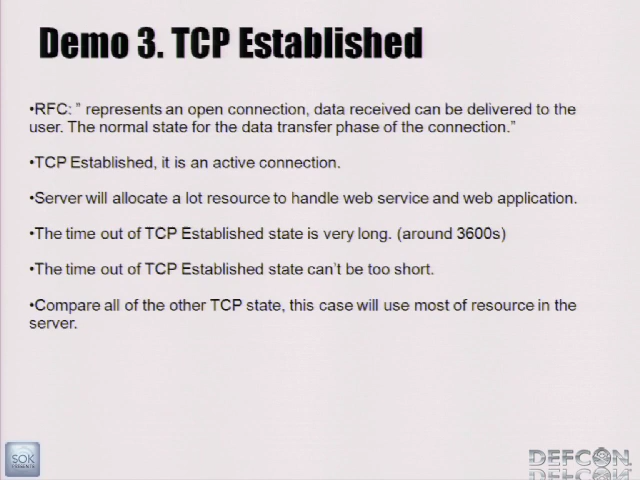 Demo 3. TCP Established
•RFC: ” represents an open connection, data received can be delivered to the
user. The normal state for the data transfer phase of the connection.”
•TCP Established, it is an active connection.
•Server will allocate a lot resource to handle web service and web application.
•The time out of TCP Established state is very long. (around 3600s)
•The time out of TCP Established state can’t be too short.
•Compare all of the other TCP state, this case will use most of resource in the
server.
SOK
DEFCON